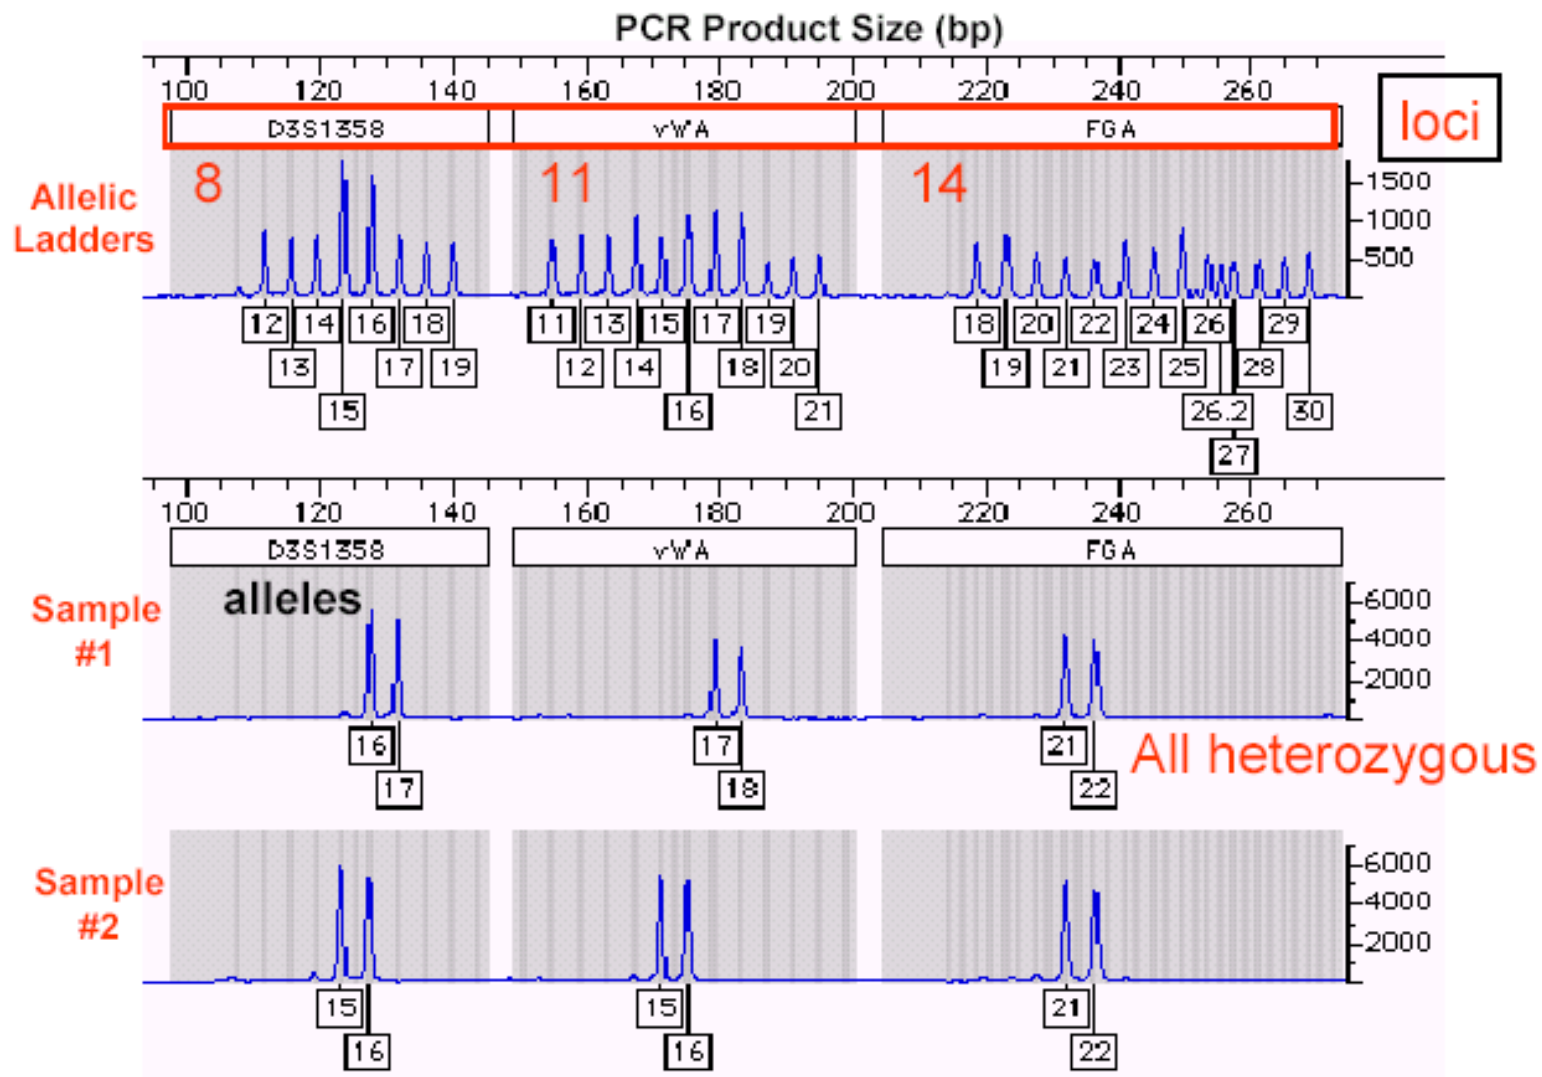 PCR Product Size (bp)
100 120 140 160 180 200 220 240 260
D3S1358 vWA FGA
loci
8 11 14
Allelic
Ladders
1500
1000
500
12 14 16 18 11 13 15 17 19 18 20 22 24 26 29
13 17 19 12 14 18 20 19 21 23 25 28
15 16 21 26.2 30
27
100 120 140 160 180 200 220 240 260
D3S1358 vWA FGA
alleles
Sample
#1
6000
4000
2000
16 17 21
All heterozygous
17 18 22
Sample
#2
6000
4000
2000
15 15 21
16 16 22